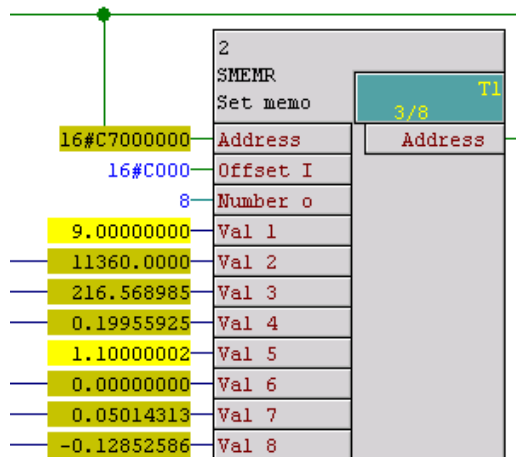 2
SMEMR
Set memo
T1
3/8
16#C7000000 Address Address
16#C000 Offset I
8 Number o
9.00000000 Val 1
11360.0000 Val 2
216.568985 Val 3
0.19955925 Val 4
1.10000002 Val 5
0.00000000 Val 6
0.05014313 Val 7
-0.12852586 Val 8